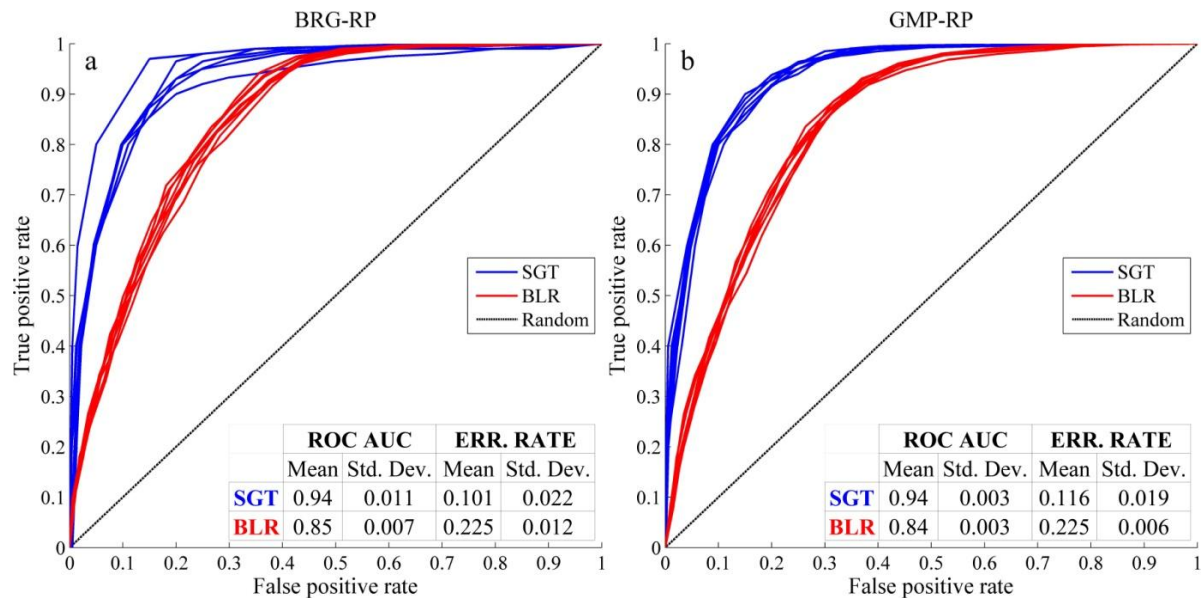 BRG-RP
a
1
0.9
0.8
0.7
0.6
0.5
0.4
0.3
0.2
0.1
0
True positive rate
SGT
BLR
Random
ROC AUC ERR. RATE
Mean Std. Dev. Mean Std. Dev.
SGT 0.94 0.011 0.101 0.022
BLR 0.85 0.007 0.225 0.012
0 0.1 0.2 0.3 0.4 0.5 0.6 0.7 0.8 0.9 1
False positive rate
GMP-RP
b
1
0.9
0.8
0.7
0.6
0.5
0.4
0.3
0.2
0.1
0
True positive rate
SGT
BLR
Random
ROC AUC ERR. RATE
Mean Std. Dev. Mean Std. Dev.
SGT 0.94 0.003 0.116 0.019
BLR 0.84 0.003 0.225 0.006
0 0.1 0.2 0.3 0.4 0.5 0.6 0.7 0.8 0.9 1
False positive rate